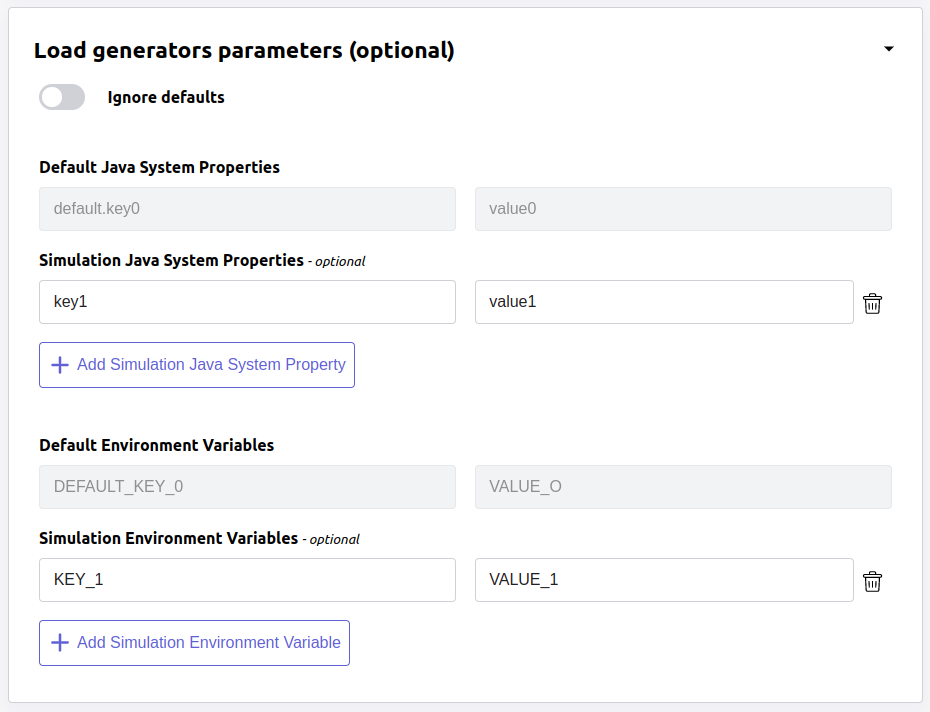 Load generators parameters (optional)
Ignore defaults
Default Java System Properties
default.key0 value0
Simulation Java System Properties - optional
key1 value1
Add Simulation Java System Property
Default Environment Variables
DEFAULT_KEY_0 VALUE_O
Simulation Environment Variables - optional
KEY_1 VALUE_1
Add Simulation Environment Variable